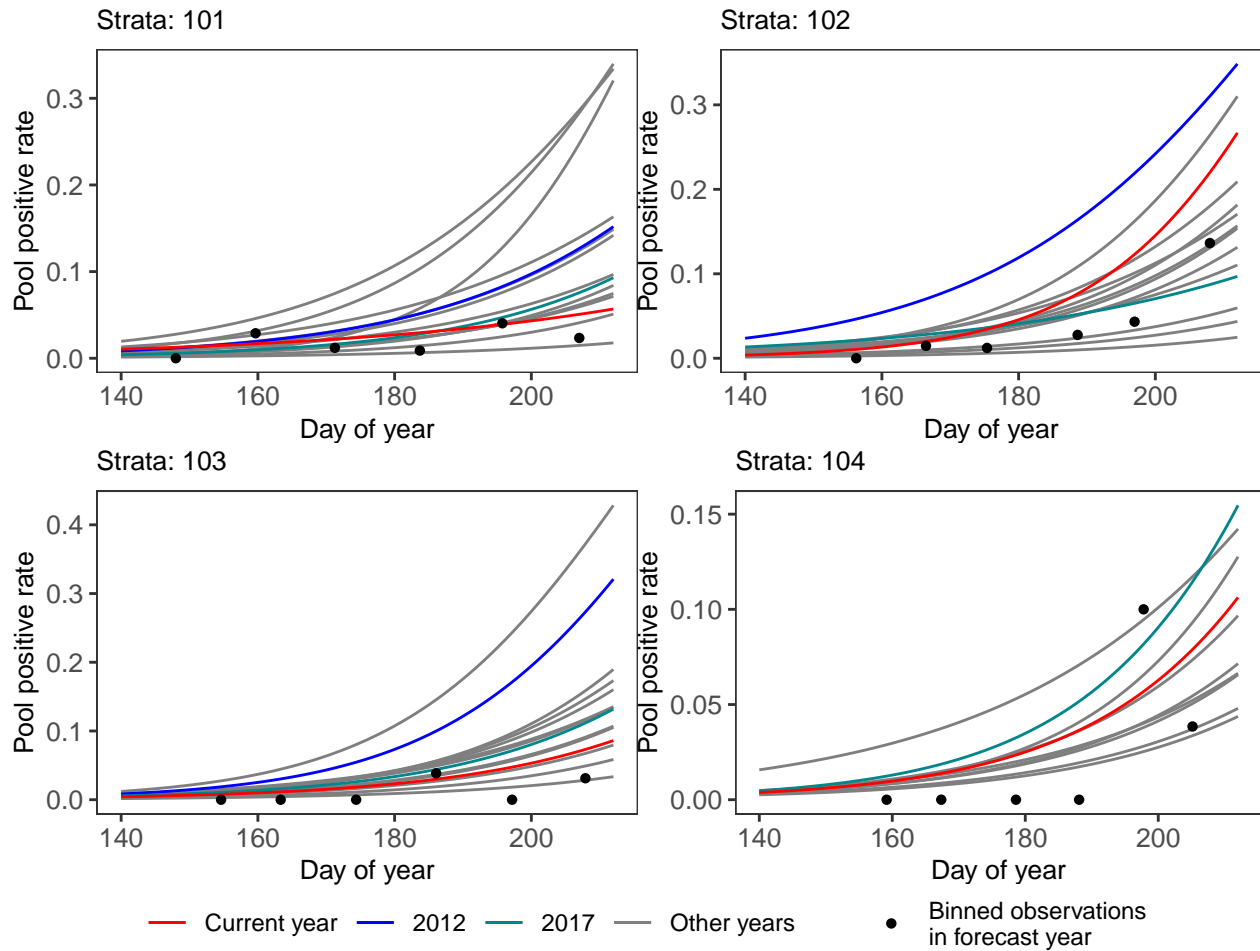 Strata: 101
Strata: 102
Pool positive rate
0.3
0.2
0.1
0.0
140 160 180 200
Day of year
Pool positive rate
0.3
0.2
0.1
0.0
140 160 180 200
Day of year
Strata: 103
Strata: 104
Pool positive rate
0.4
0.3
0.2
0.1
0.0
140 160 180 200
Day of year
Pool positive rate
0.15
0.10
0.05
0.00
140 160 180 200
Day of year
Current year 2012 2017 Other years
Binned observations
in forecast year